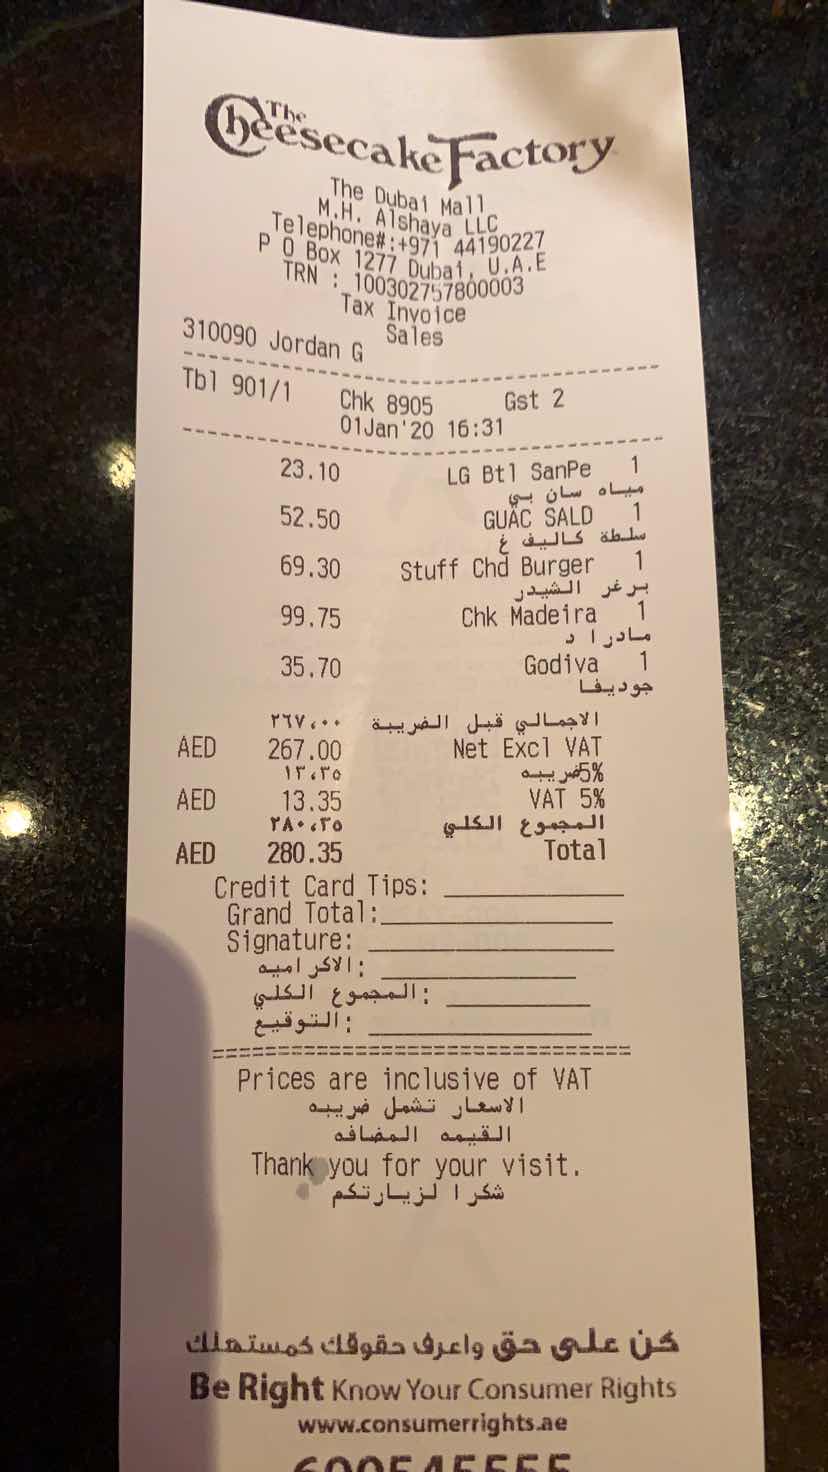 The Cheesecake Factory
The Dubai Mall
M.H. Alshaya LLC
Telephone#:+971 44190227
P O Box 1277 Dubai, U.A.E
TRN : 100302757800003
Tax Invoice
Sales
310090 Jordan G
Tbl 901/1 Chk 8905 Gst 2
01Jan'20 16:31
23.10 LG Btl SanPe 1
مياه سان بي
52.50 GUAC SALD 1
سلطة كاليف غ
69.30 Stuff Chd Burger 1
برغر الشيدر
99.75 Chk Madeira 1
مادرا د
35.70 Godiva 1
جوديفا
الاجمالي قبل الضريبة ٢٦٧،٠٠
AED 267.00 Net Excl VAT
5%ضريبه ١٣،٣٥
AED 13.35 VAT 5%
المجموع الكلي ٢٨٠،٣٥
AED 280.35 Total
Credit Card Tips: ____________
Grand Total:____________
Signature: ____________
الاكراميه: ____________
المجموع الكلي: ____________
التوقيع: ____________
Prices are inclusive of VAT
الاسعار تشمل ضريبه
القيمه المضافه
Thank you for your visit.
شكرا لزيارتكم
كن على حق واعرف حقوقك كمستهلك
Be Right Know Your Consumer Rights
www.consumerrights.ae
600545555